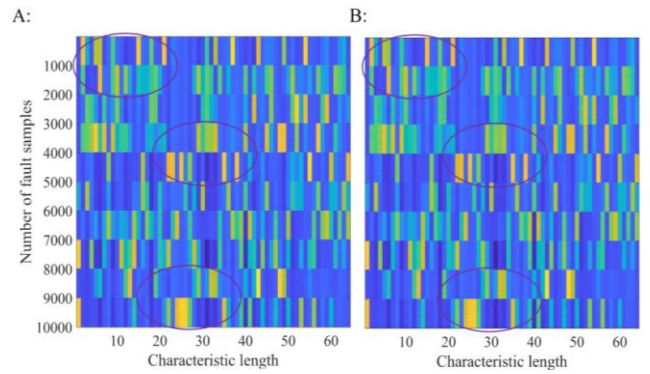 A:
B:
Number of fault samples
1000
2000
3000
4000
5000
6000
7000
8000
9000
10000
10 20 30 40 50 60
10 20 30 40 50 60
Characteristic length
Characteristic length